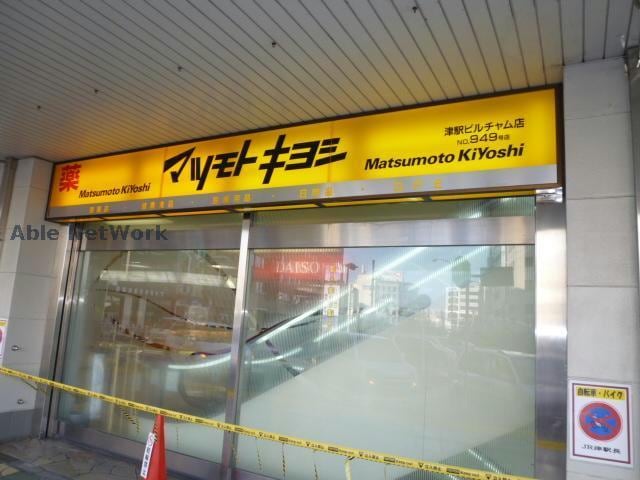 薬
Matsumoto KiYoshi
マツモトキヨシ
津駅ビルチャム店
NO.949号店
Matsumoto KiYoshi
Able NetWork
DAISO
自転車・バイク
JR津駅長